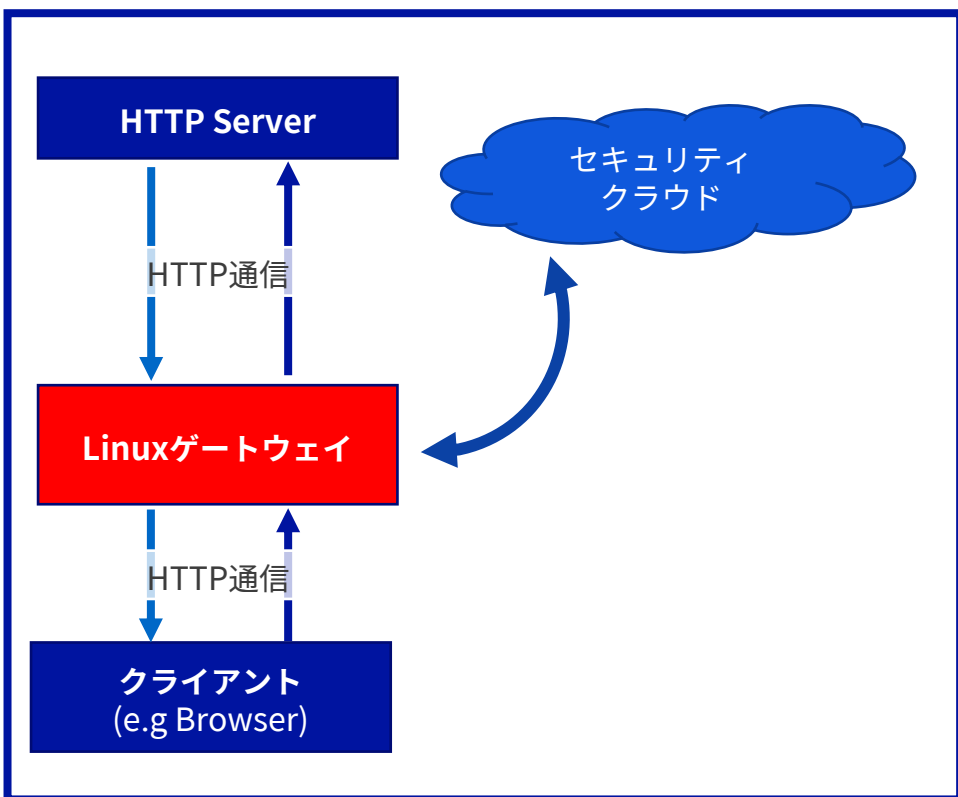 HTTP Server
セキュリティ
クラウド
HTTP通信
Linuxゲートウェイ
HTTP通信
クライアント
(e.g Browser)